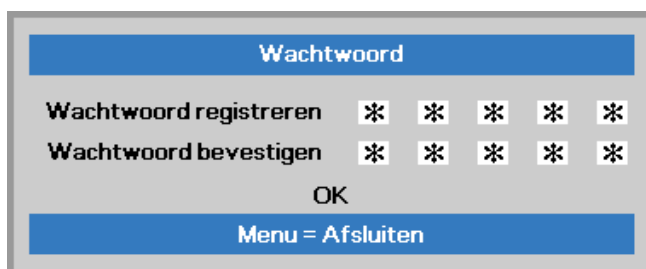 Wachtwoord
Wachtwoord registreren * * * * *
Wachtwoord bevestigen * * * * *
OK
Menu = Afsluiten